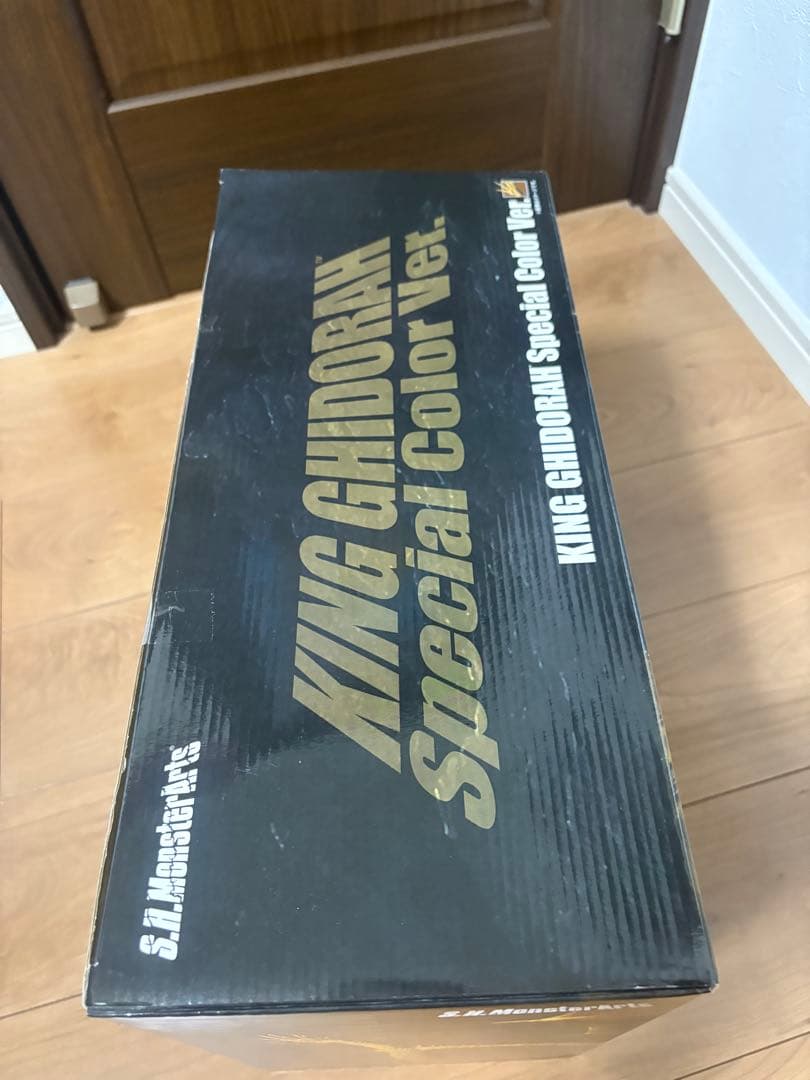 KING GHIDORAH™
Special Color Ver.
KING GHIDORAH Special Color Ver.
S.H.MonsterArts
S.H.MonsterArts